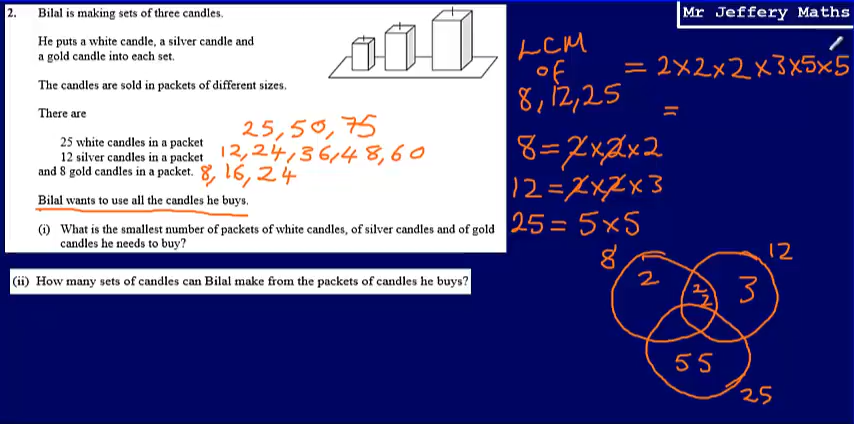 Mr Jeffery Maths
2. Bilal is making sets of three candles.
He puts a white candle, a silver candle and
a gold candle into each set.
The candles are sold in packets of different sizes.
There are
25 white candles in a packet 25, 50, 75
12 silver candles in a packet 12, 24, 36, 48, 60
and 8 gold candles in a packet. 8, 16, 24
Bilal wants to use all the candles he buys.
(i) What is the smallest number of packets of white candles, of silver candles and of gold
candles he needs to buy?
(ii) How many sets of candles can Bilal make from the packets of candles he buys?
LCM
of = 2×2×2×3×5×5
8, 12, 25 =
8 = 2×2×2
12 = 2×2×3
25 = 5×5
8 12
2 2 2 3
5 5
25